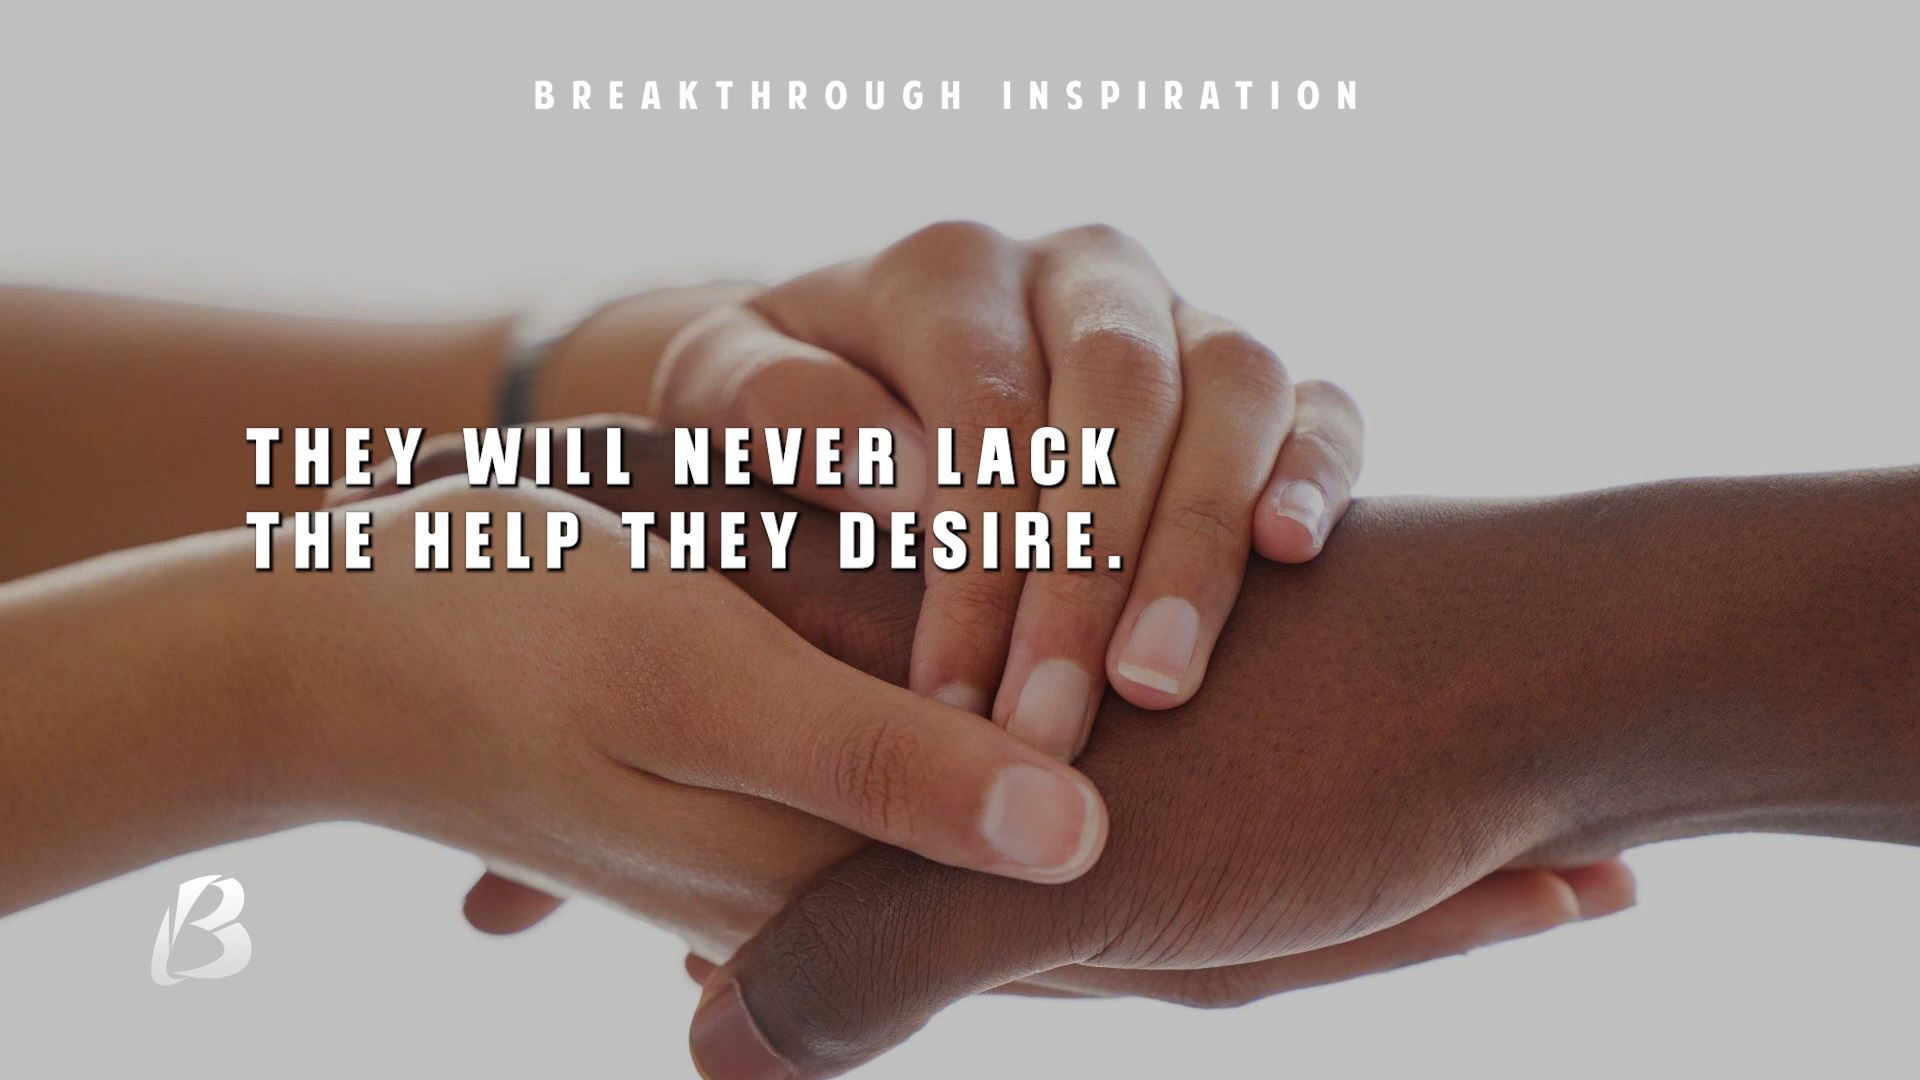 BREAKTHROUGH INSPIRATION
THEY WILL NEVER LACK
THE HELP THEY DESIRE.
B